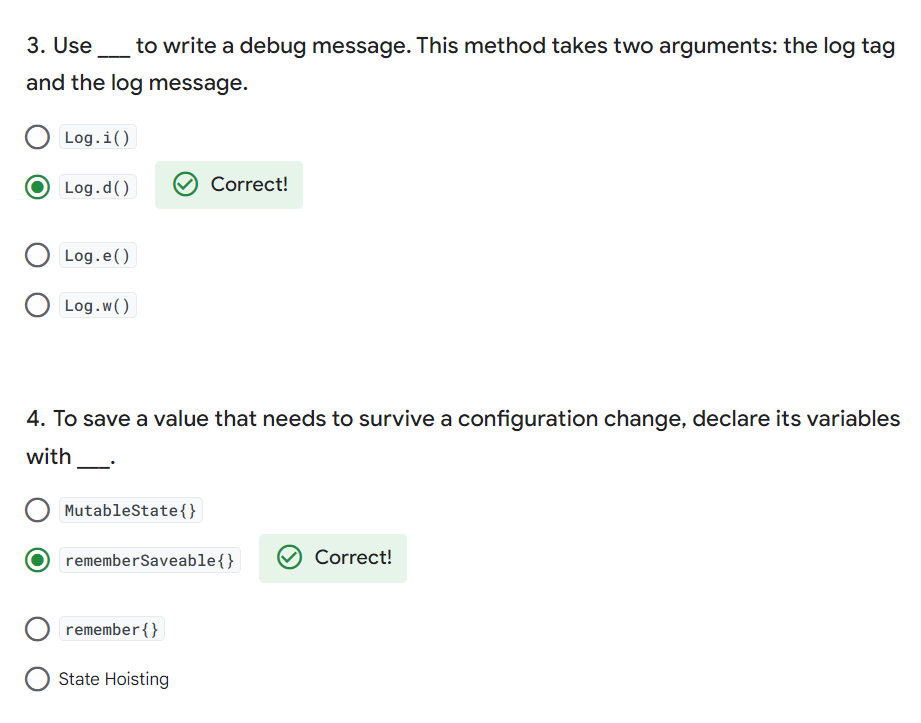 3. Use ___ to write a debug message. This method takes two arguments: the log tag
and the log message.
Log.i()
Log.d() Correct!
Log.e()
Log.w()
4. To save a value that needs to survive a configuration change, declare its variables
with ___.
MutableState{}
rememberSaveable{} Correct!
remember{}
State Hoisting